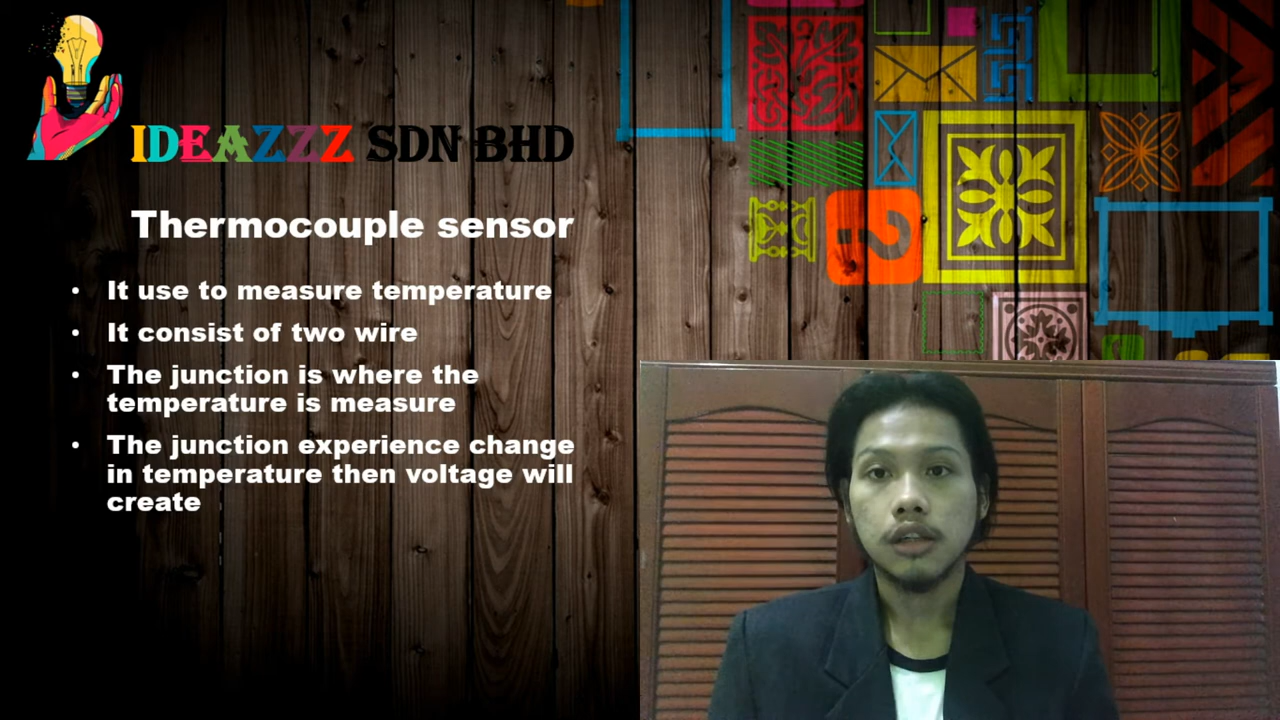 IDEAZZZ SDN BHD
Thermocouple sensor
• It use to measure temperature
• It consist of two wire
• The junction is where the
temperature is measure
• The junction experience change
in temperature then voltage will
create